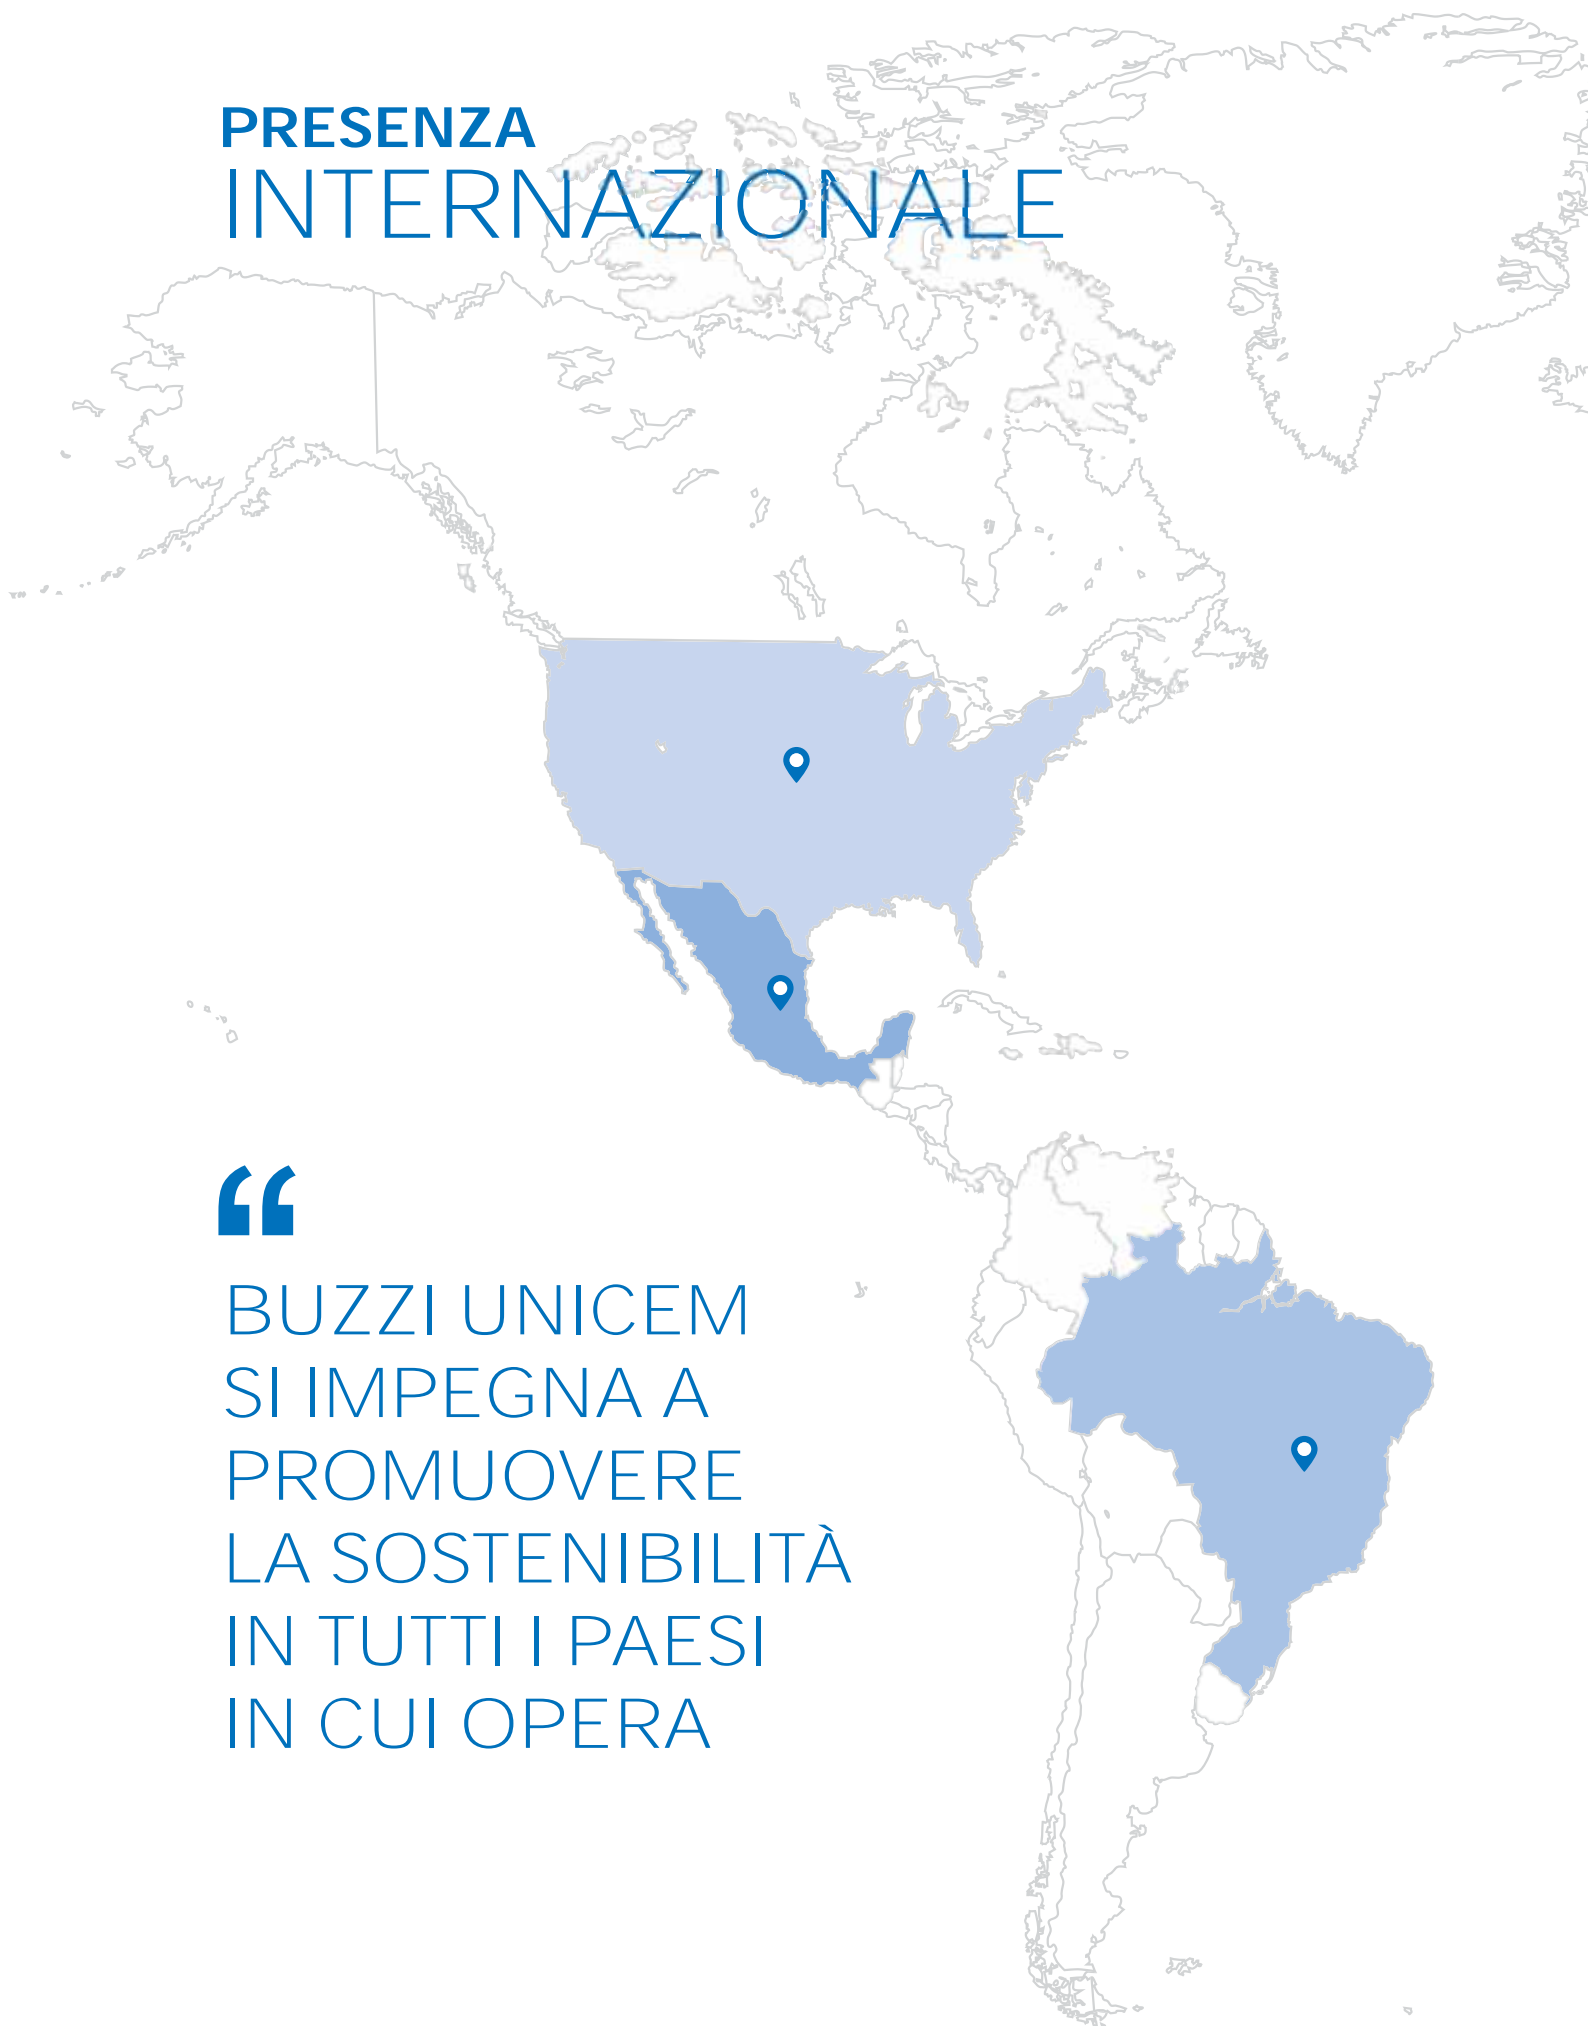 PRESENZA
INTERNAZIONALE
“
BUZZI UNICEM
SI IMPEGNA A
PROMUOVERE
LA SOSTENIBILITÀ
IN TUTTI I PAESI
IN CUI OPERA